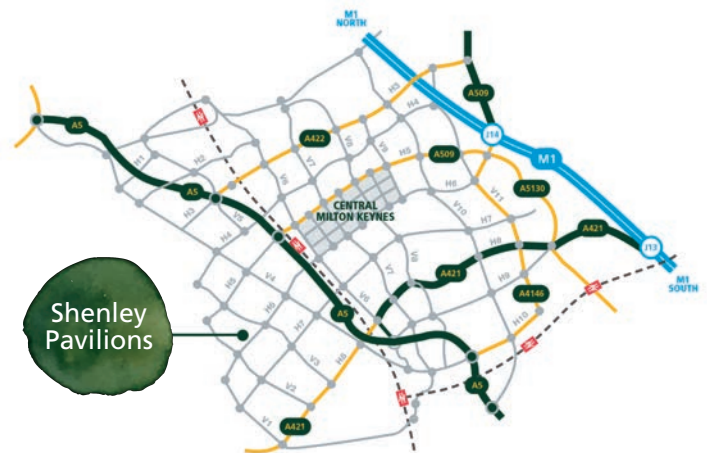 M1
NORTH
A509
H3
A5
H4
J14
A422
H1
V8
V9
A509
M1
H2
V7
H5
V6
A5130
A5
H6
V11
H3
CENTRAL
MILTON KEYNES
V5
V10
H7
A421
J13
H4
H8
V8
A421
V7
M1
SOUTH
H5
V4
H9
Shenley
Pavilions
H6
V6
A4146
A5
H7
H10
V3
H8
V2
A5
V1
A421